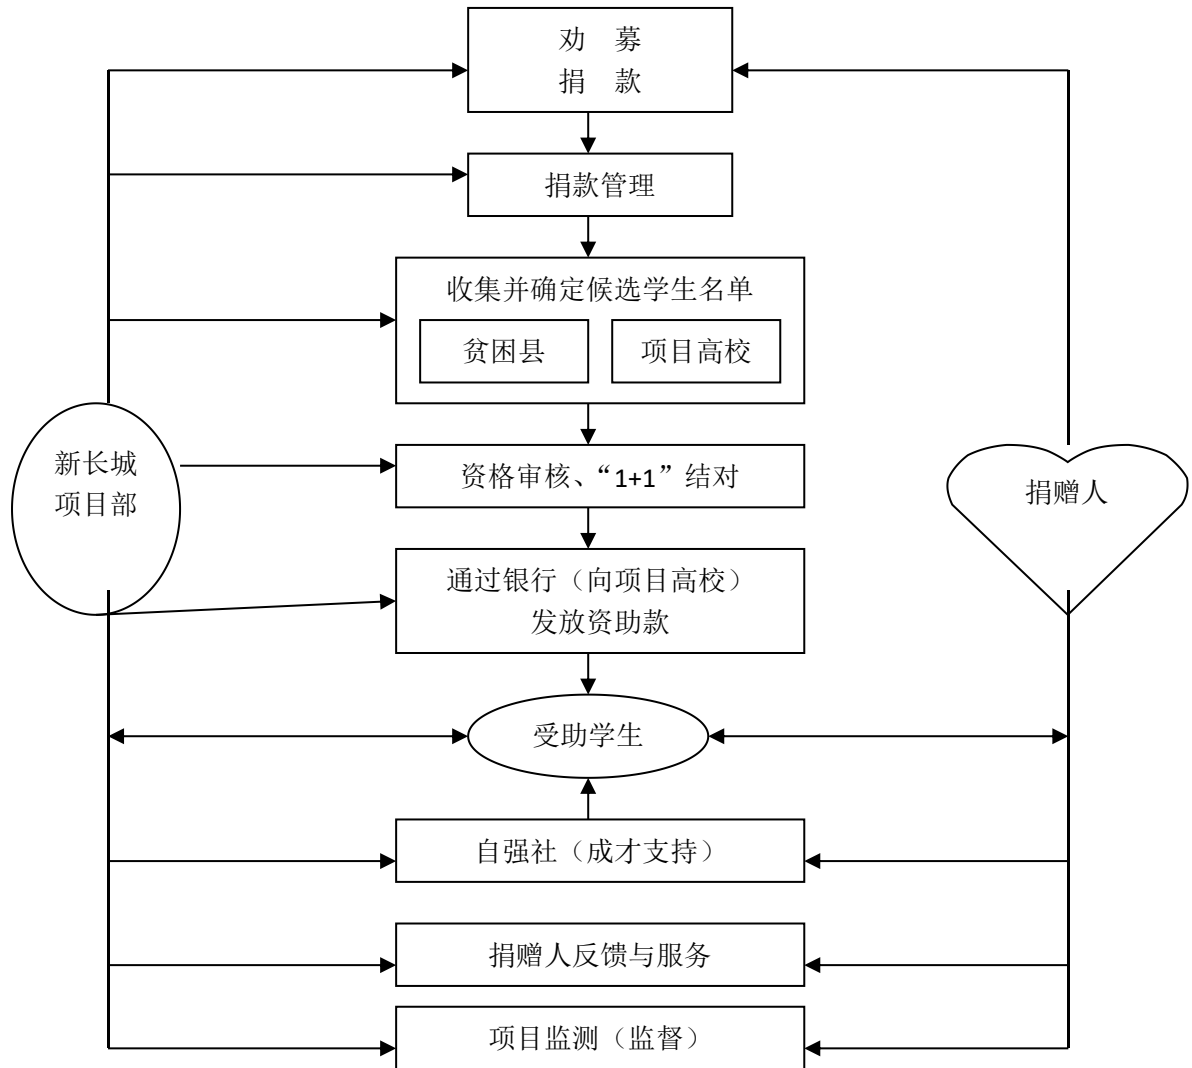 劝　募
捐　款
捐款管理
收集并确定候选学生名单
贫困县
项目高校
新长城
项目部
资格审核、“1+1”结对
捐赠人
通过银行（向项目高校）
发放资助款
受助学生
自强社（成才支持）
捐赠人反馈与服务
项目监测（监督）